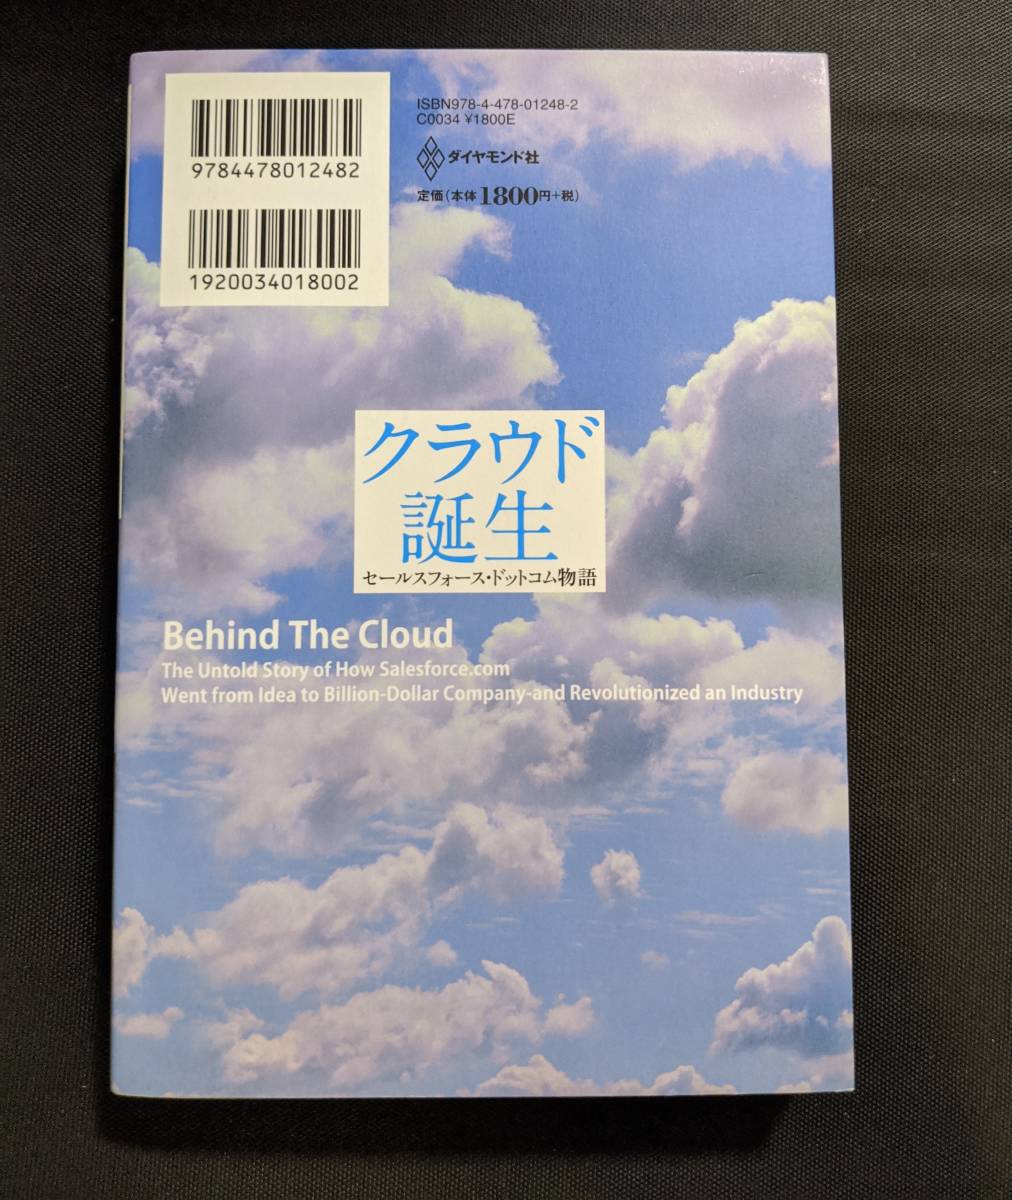 9784478012482
1920034018002
ISBN978-4-478-01248-2
C0034 ¥1800E
ダイヤモンド社
定価(本体1800円+税)
クラウド
誕生
セールスフォース・ドットコム物語
Behind The Cloud
The Untold Story of How Salesforce.com
Went from Idea to Billion-Dollar Company-and Revolutionized an Industry